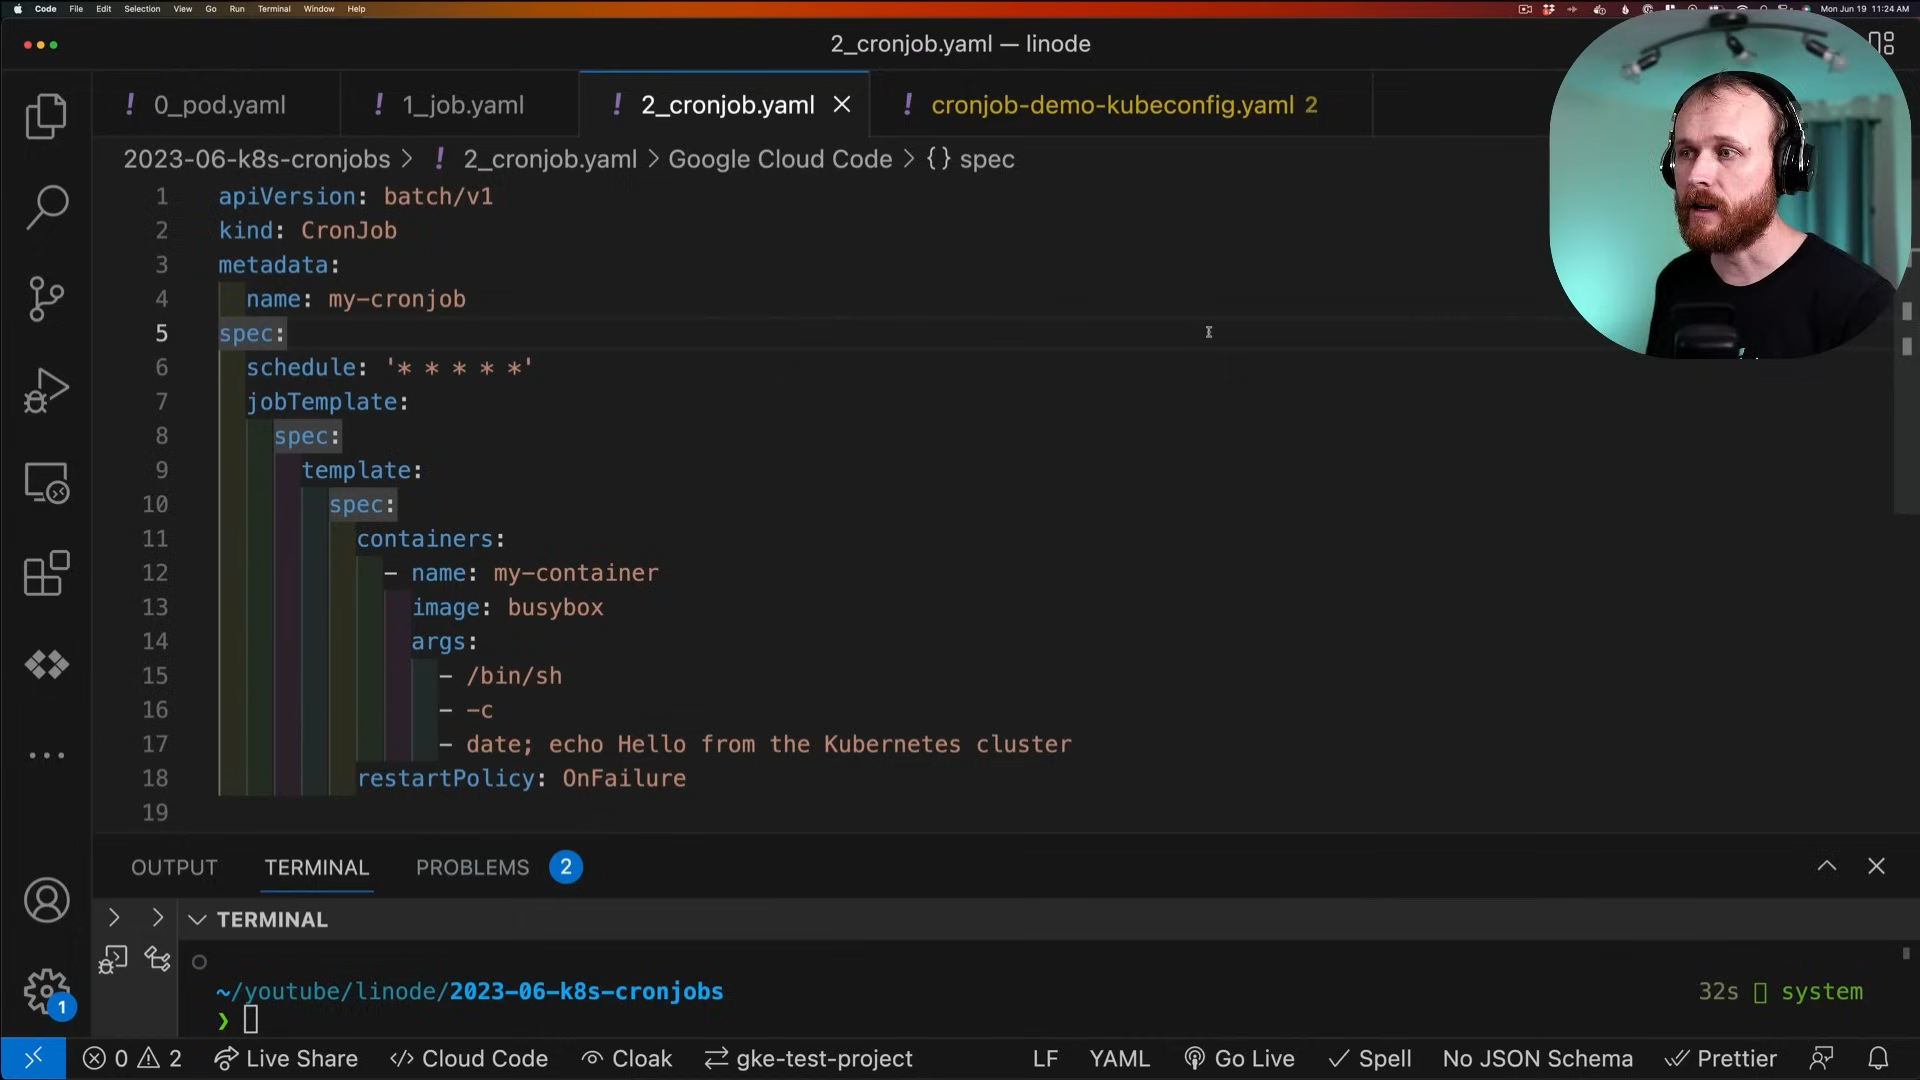 Code File Edit Selection View Go Run Terminal Window Help Mon Jun 19 11:24 AM
2_cronjob.yaml — linode
! 0_pod.yaml ! 1_job.yaml ! 2_cronjob.yaml ! cronjob-demo-kubeconfig.yaml 2
2023-06-k8s-cronjobs > ! 2_cronjob.yaml > Google Cloud Code > {} spec
1 apiVersion: batch/v1
2 kind: CronJob
3 metadata:
4 name: my-cronjob
5 spec:
6 schedule: '* * * * *'
7 jobTemplate:
8 spec:
9 template:
10 spec:
11 containers:
12 - name: my-container
13 image: busybox
14 args:
15 - /bin/sh
16 - -c
17 - date; echo Hello from the Kubernetes cluster
18 restartPolicy: OnFailure
19
OUTPUT TERMINAL PROBLEMS 2
TERMINAL
~/youtube/linode/2023-06-k8s-cronjobs 32s system
❯
1
0 2 Live Share Cloud Code Cloak gke-test-project LF YAML Go Live Spell No JSON Schema Prettier